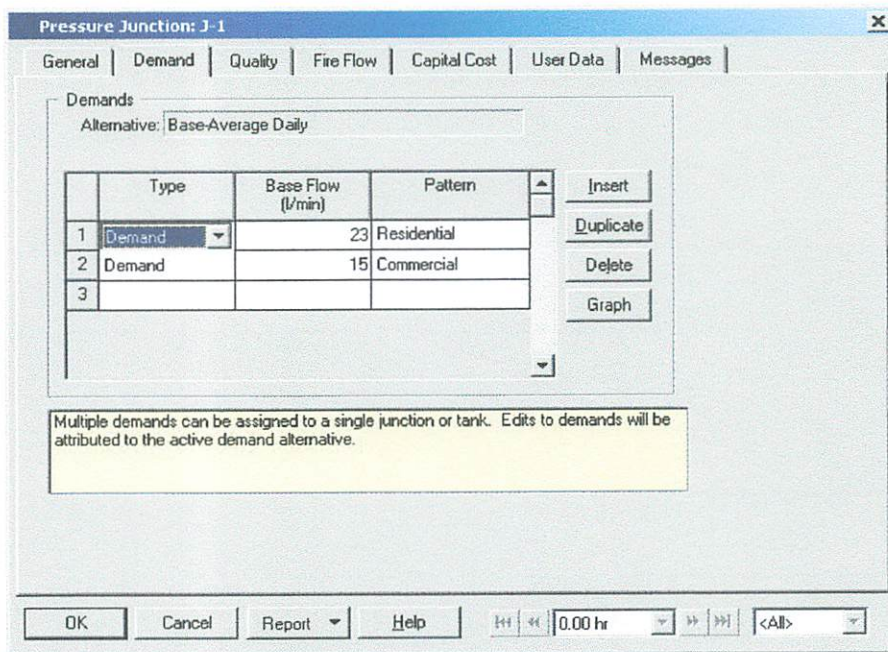 Pressure Junction: J-1
General Demand Quality Fire Flow Capital Cost User Data Messages
Demands
Alternative: Base-Average Daily
Type Base Flow (l/min) Pattern
1 Demand 23 Residential
2 Demand 15 Commercial
3
Insert
Duplicate
Delete
Graph
Multiple demands can be assigned to a single junction or tank. Edits to demands will be
attributed to the active demand alternative.
OK Cancel Report Help 0.00 hr <All>